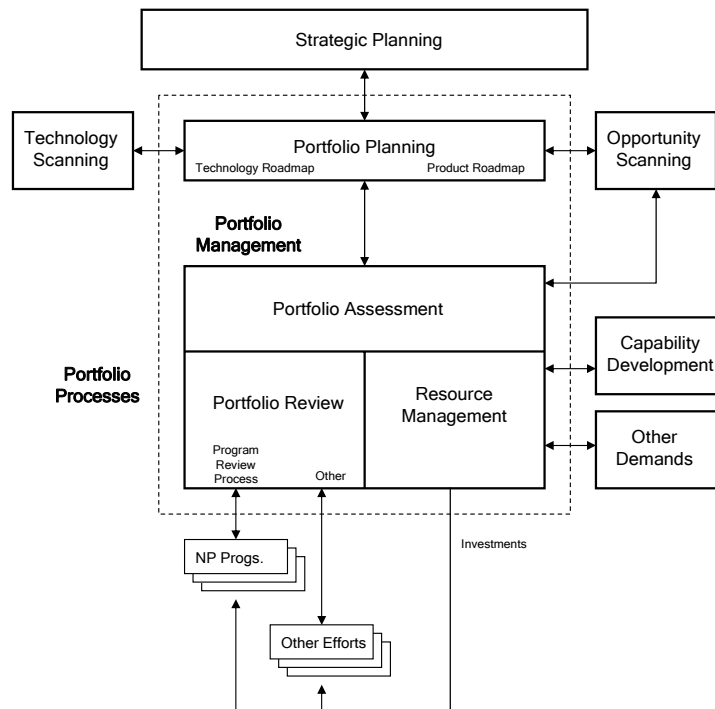 Strategic Planning
Technology
Scanning
Portfolio Planning
Technology Roadmap
Product Roadmap
Opportunity
Scanning
Portfolio
Management
Portfolio Assessment
Portfolio
Processes
Portfolio Review
Program
Review
Process
Other
Resource
Management
Capability
Development
Other
Demands
NP Progs.
Investments
Other Efforts